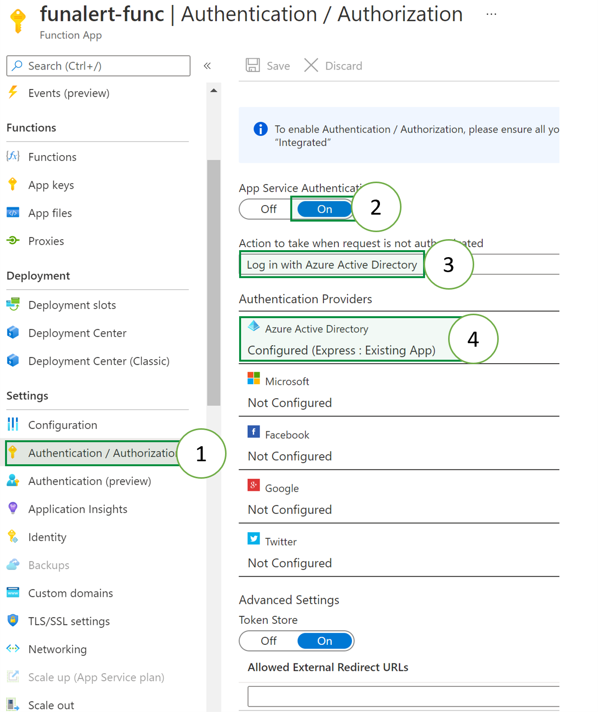 funalert-func | Authentication / Authorization ...
Function App
Search (Ctrl+/)
«
Events (preview)
Functions
Functions
App keys
App files
Proxies
Deployment
Deployment slots
Deployment Center
Deployment Center (Classic)
Settings
Configuration
Authentication / Authorization
1
Authentication (preview)
Application Insights
Identity
Backups
Custom domains
TLS/SSL settings
Networking
Scale up (App Service plan)
Scale out
Save
Discard
To enable Authentication / Authorization, please ensure all yo
"Integrated"
App Service Authenticati
Off On
2
Action to take when request is not authenticated
Log in with Azure Active Directory
3
Authentication Providers
Azure Active Directory
Configured (Express : Existing App)
4
Microsoft
Not Configured
Facebook
Not Configured
Google
Not Configured
Twitter
Not Configured
Advanced Settings
Token Store
Off On
Allowed External Redirect URLs